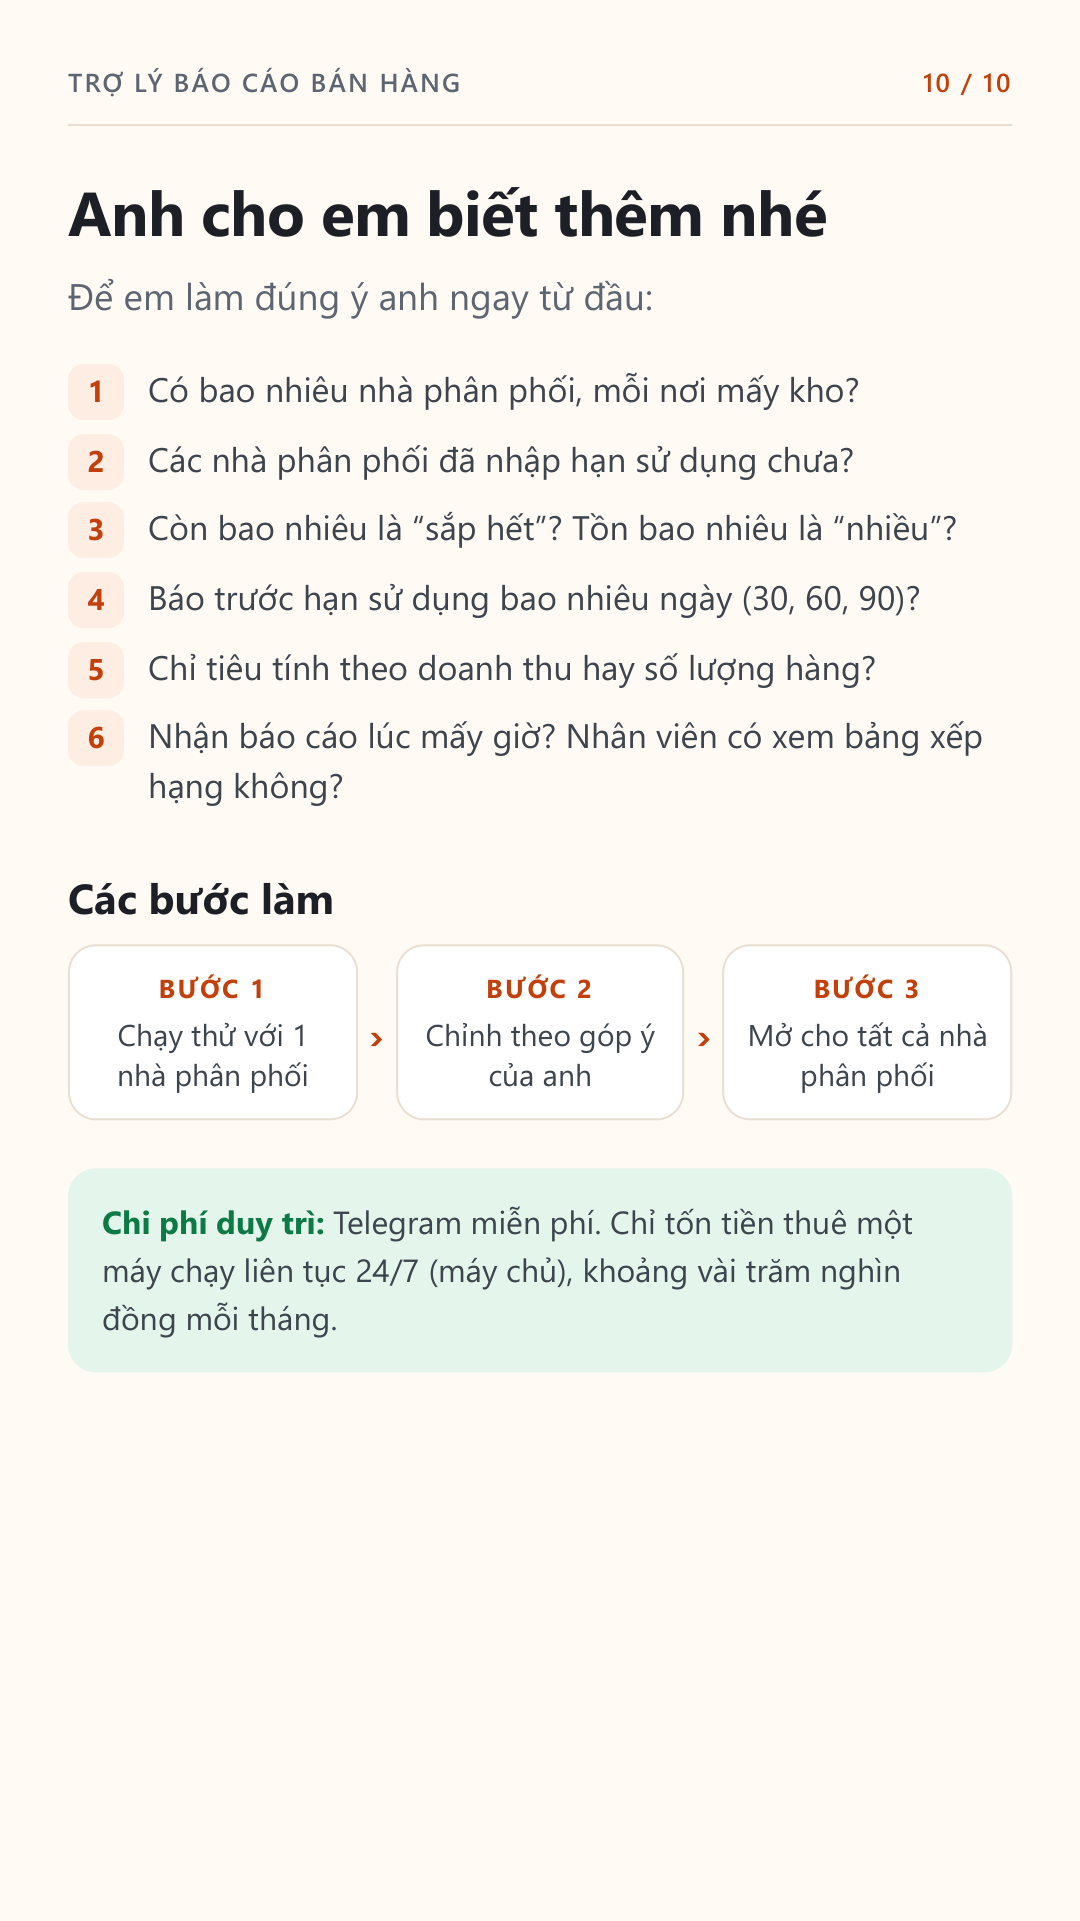 TRỢ LÝ BÁO CÁO BÁN HÀNG
10 / 10
Anh cho em biết thêm nhé
Để em làm đúng ý anh ngay từ đầu:
1 Có bao nhiêu nhà phân phối, mỗi nơi mấy kho?
2 Các nhà phân phối đã nhập hạn sử dụng chưa?
3 Còn bao nhiêu là “sắp hết”? Tồn bao nhiêu là “nhiều”?
4 Báo trước hạn sử dụng bao nhiêu ngày (30, 60, 90)?
5 Chỉ tiêu tính theo doanh thu hay số lượng hàng?
6 Nhận báo cáo lúc mấy giờ? Nhân viên có xem bảng xếp
hạng không?
Các bước làm
BƯỚC 1
Chạy thử với 1
nhà phân phối
›
BƯỚC 2
Chỉnh theo góp ý
của anh
›
BƯỚC 3
Mở cho tất cả nhà
phân phối
Chi phí duy trì: Telegram miễn phí. Chỉ tốn tiền thuê một
máy chạy liên tục 24/7 (máy chủ), khoảng vài trăm nghìn
đồng mỗi tháng.